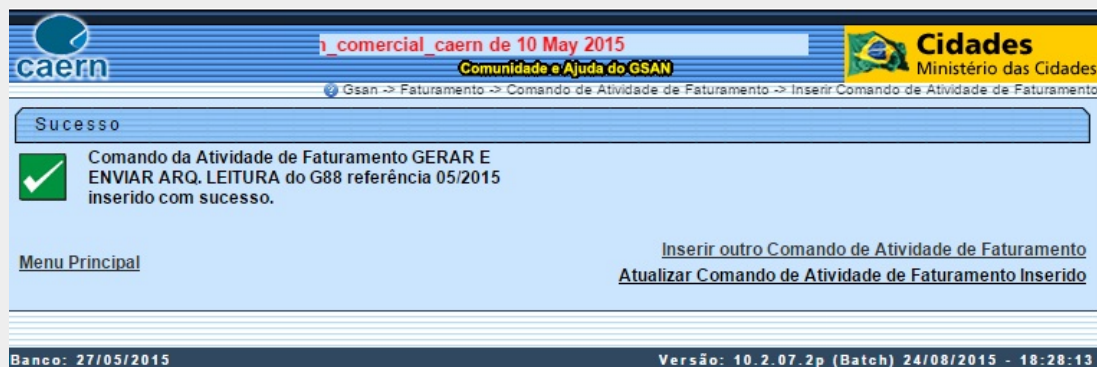 caern
n_comercial_caern de 10 May 2015
Comunidade e Ajuda do GSAN
Cidades
Ministério das Cidades
Gsan -> Faturamento -> Comando de Atividade de Faturamento -> Inserir Comando de Atividade de Faturamento
Sucesso
Comando da Atividade de Faturamento GERAR E
ENVIAR ARQ. LEITURA do G88 referência 05/2015
inserido com sucesso.
Inserir outro Comando de Atividade de Faturamento
Menu Principal
Atualizar Comando de Atividade de Faturamento Inserido
Banco: 27/05/2015
Versão: 10.2.07.2p (Batch) 24/08/2015 - 18:28:13